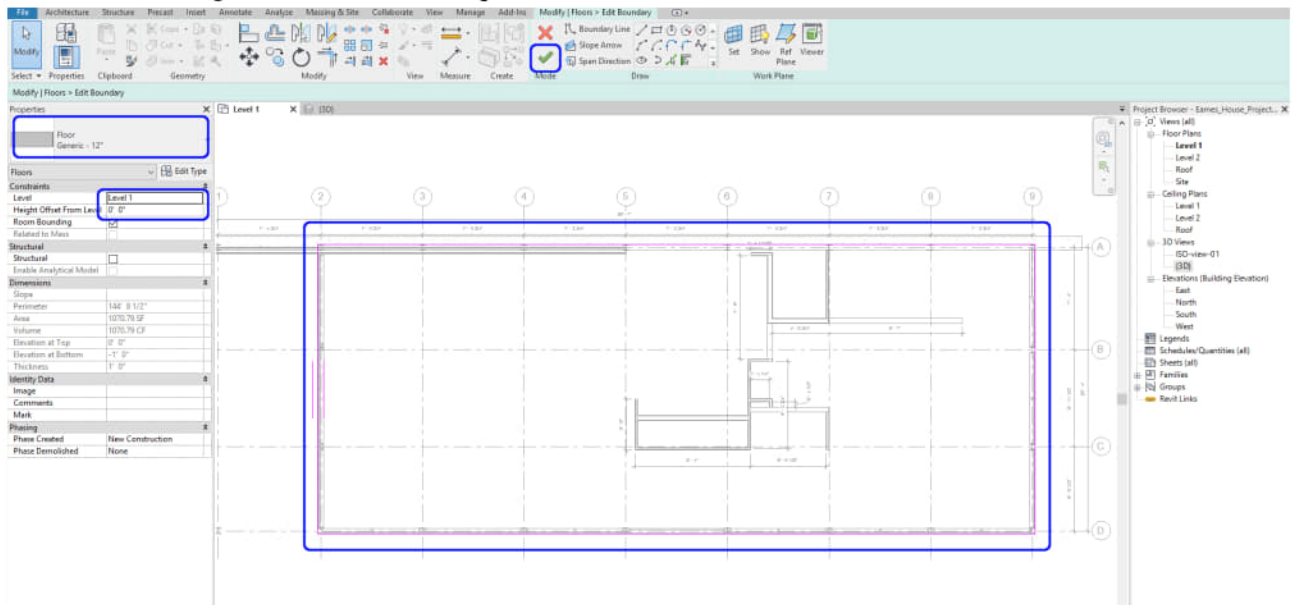 File Architecture Structure Precast Insert Annotate Analyze Massing & Site Collaborate View Manage Add-Ins Modify | Floors > Edit Boundary
Modify
Cope
Cut
Join
Boundary Line
Slope Arrow
Span Direction
Set Show Ref Plane Viewer
Select Properties Clipboard Geometry Modify View Measure Create Mode Draw Work Plane
Modify | Floors > Edit Boundary
Properties
Level 1
{3D}
Project Browser - Eames_House_Project...
Floor
Generic - 12"
Floors
Edit Type
Constraints
Level Level 1
Height Offset From Level 0' 0"
Room Bounding
Related to Mass
Structural
Structural
Enable Analytical Model
Dimensions
Slope
Perimeter 144' 8 1/2"
Area 1070.79 SF
Volume 1070.79 CF
Elevation at Top 0' 0"
Elevation at Bottom -1' 0"
Thickness 1' 0"
Identity Data
Image
Comments
Mark
Phasing
Phase Created New Construction
Phase Demolished None
1 2 3 4 5 6 7 8 9
A
B
C
D
Views (all)
Floor Plans
Level 1
Level 2
Roof
Site
Ceiling Plans
Level 1
Level 2
Roof
3D Views
ISO-view-01
{3D}
Elevations (Building Elevation)
East
North
South
West
Legends
Schedules/Quantities (all)
Sheets (all)
Families
Groups
Revit Links